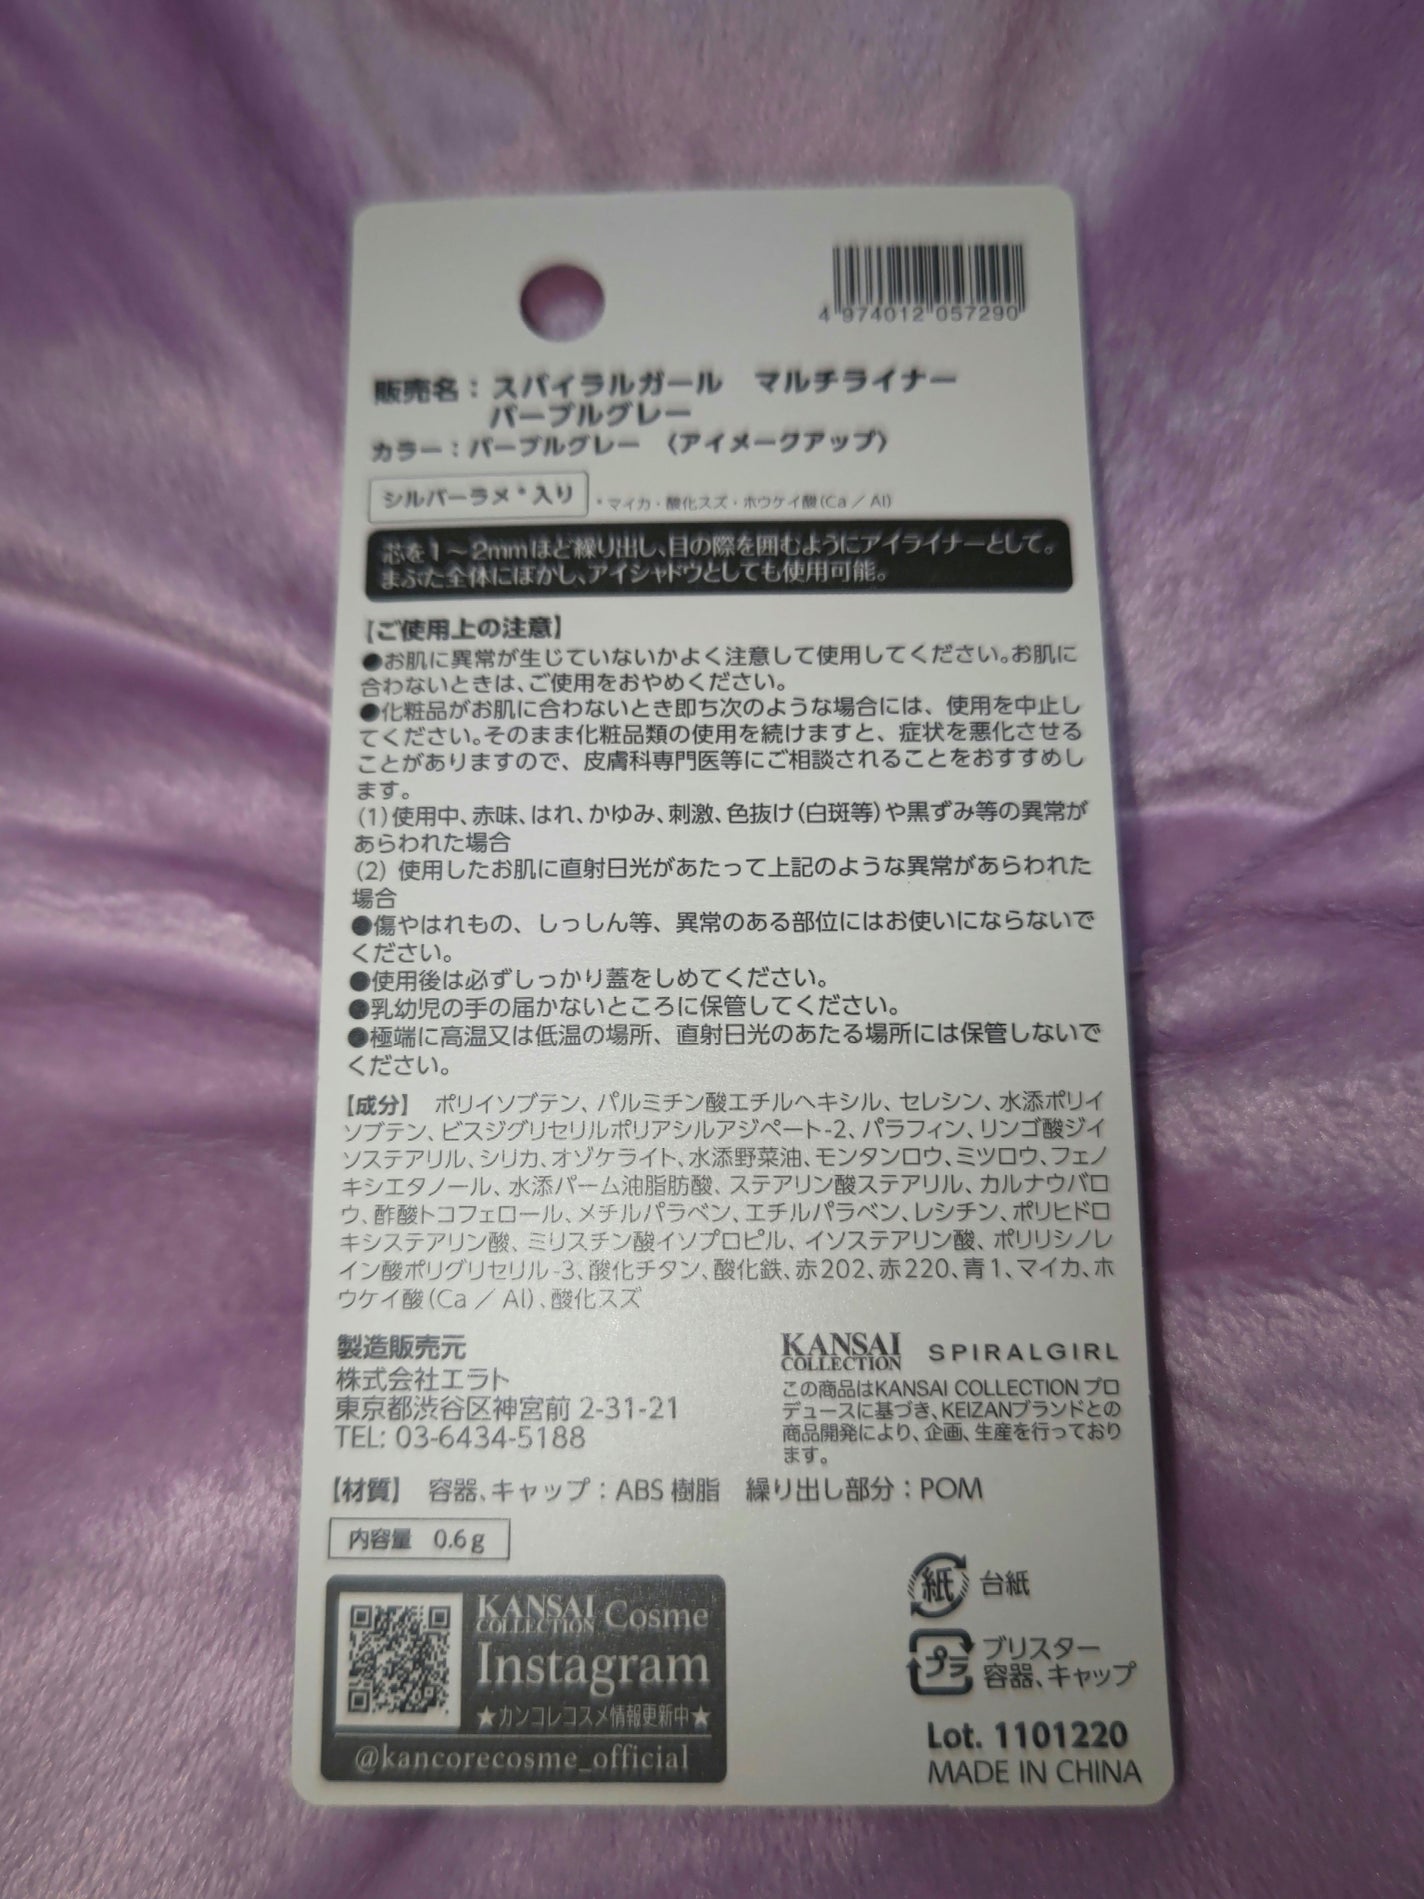 4 974012 057290
販売名：スパイラルガール　マルチライナー
パープルグレー
カラー：パープルグレー　〈アイメークアップ〉
シルバーラメ*入り　*マイカ・酸化スズ・ホウケイ酸(Ca／Al)
芯を1～2mmほど繰り出し、目の際を囲むようにアイライナーとして。
まぶた全体にぼかし、アイシャドウとしても使用可能。
【ご使用上の注意】
●お肌に異常が生じていないかよく注意して使用してください。お肌に
合わないときは、ご使用をおやめください。
●化粧品がお肌に合わないとき即ち次のような場合には、使用を中止し
てください。そのまま化粧品類の使用を続けますと、症状を悪化させる
ことがありますので、皮膚科専門医等にご相談されることをおすすめし
ます。
(1)使用中、赤味、はれ、かゆみ、刺激、色抜け(白斑等)や黒ずみ等の異常が
あらわれた場合
(2) 使用したお肌に直射日光があたって上記のような異常があらわれた
場合
●傷やはれもの、しっしん等、異常のある部位にはお使いにならないで
ください。
●使用後は必ずしっかり蓋をしめてください。
●乳幼児の手の届かないところに保管してください。
●極端に高温又は低温の場所、直射日光のあたる場所には保管しないで
ください。
【成分】　ポリイソブテン、パルミチン酸エチルヘキシル、セレシン、水添ポリイ
ソブテン、ビスジグリセリルポリアシルアジペート-2、パラフィン、リンゴ酸ジイ
ソステアリル、シリカ、オゾケライト、水添野菜油、モンタンロウ、ミツロウ、フェノ
キシエタノール、水添パーム油脂肪酸、ステアリン酸ステアリル、カルナウバロ
ウ、酢酸トコフェロール、メチルパラベン、エチルパラベン、レシチン、ポリヒドロ
キシステアリン酸、ミリスチン酸イソプロピル、イソステアリン酸、ポリリシノレ
イン酸ポリグリセリル-3、酸化チタン、酸化鉄、赤202、赤220、青1、マイカ、ホ
ウケイ酸(Ca／Al)、酸化スズ
製造販売元
株式会社エラト
東京都渋谷区神宮前 2-31-21
TEL: 03-6434-5188
KANSAI
COLLECTION
SPIRALGIRL
この商品はKANSAI COLLECTION プロ
デュースに基づき、KEIZANブランドとの
商品開発により、企画、生産を行っており
ます。
【材質】　容器、キャップ：ABS 樹脂　繰り出し部分：POM
内容量　0.6g
KANSAI
COLLECTION Cosme
Instagram
★カンコレコスメ情報更新中★
@kancorecosme_official
紙 台紙
プラ ブリスター
容器、キャップ
Lot. 1101220
MADE IN CHINA